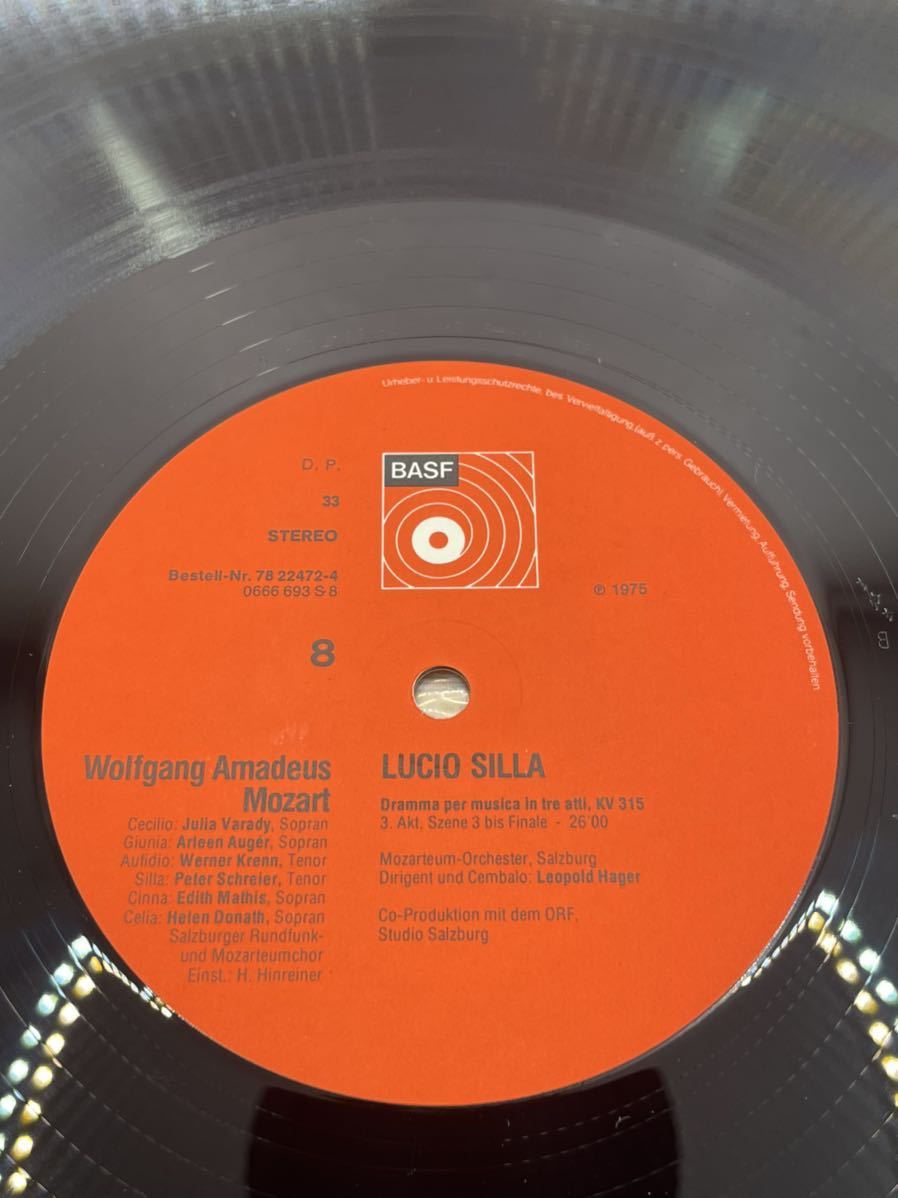 Urheber- u Leistungsschutzrechte, bes. Vervielfältigung (auß. z. pers. Gebrauch) Vermietung, Aufführung, Sendung vorbehalten
D. P.
BASF
33
STEREO
Bestell-Nr. 78 22472-4
0666 693 S 8
℗ 1975
8
Wolfgang Amadeus
Mozart
Cecilio: Julia Varady, Sopran
Giunia: Arleen Augér, Sopran
Aufidio: Werner Krenn, Tenor
Silla: Peter Schreier, Tenor
Cinna: Edith Mathis, Sopran
Celia: Helen Donath, Sopran
Salzburger Rundfunk-
und Mozarteumchor
Einst.: H. Hinreiner
LUCIO SILLA
Dramma per musica in tre atti, KV 315
3. Akt, Szene 3 bis Finale - 26'00
Mozarteum-Orchester, Salzburg
Dirigent und Cembalo: Leopold Hager
Co-Produktion mit dem ORF,
Studio Salzburg